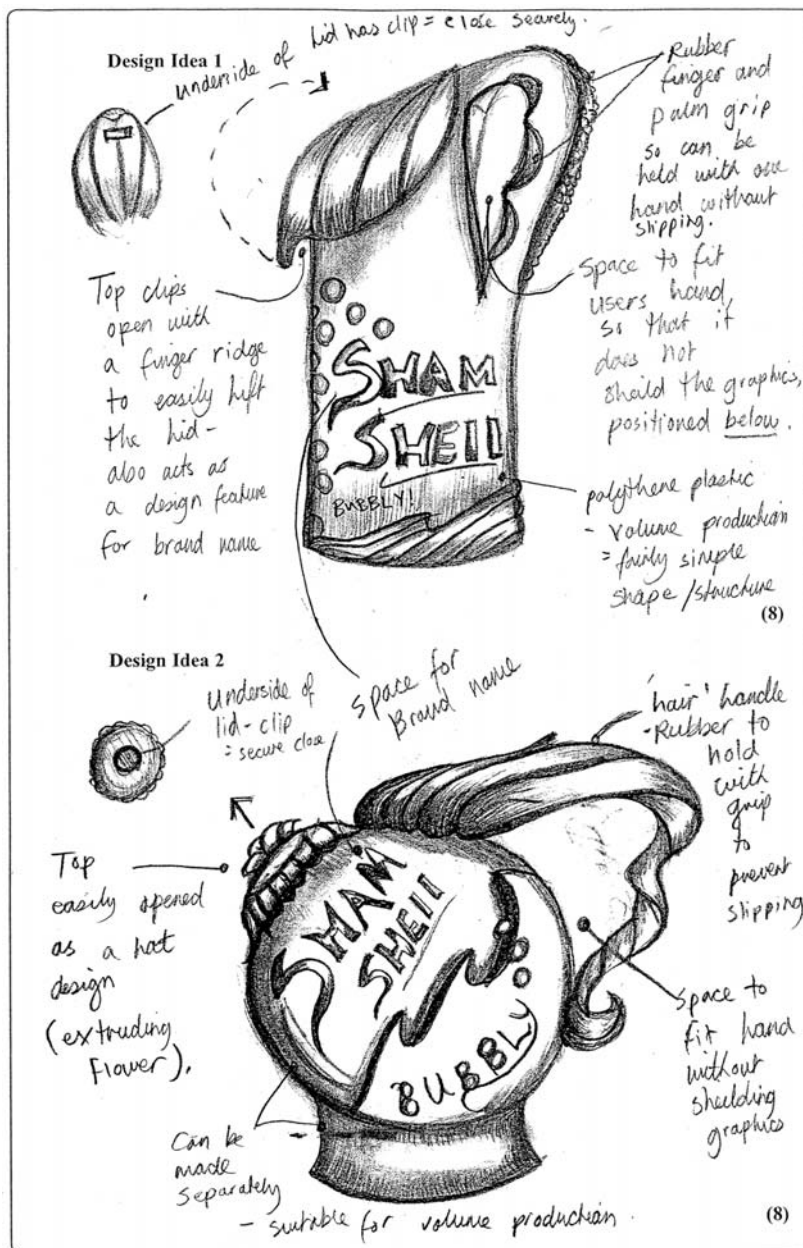 Design Idea 1
underside of lid has clip = close securely.
Rubber
finger and
palm grip
so can be
held with one
hand without
slipping.
Top clips
open with
a finger ridge
to easily lift
the lid -
also acts as
a design feature
for brand name
Space to fit
users hand
so that it
does not
sheild the graphics,
positioned below.
SHAM
SHEll
BUBBLY!
polythene plastic
- volume production
= fairly simple
shape/structure
(8)
Design Idea 2
Underside of
lid-clip
= secure close
Space for
Brand name
'hair' handle
-Rubber to
hold
with
grip
to
prevent
slipping
Top
easily opened
as a hat
design
(extruding
flower).
SHAM
SHEll
BUBBLY
Space to
fit hand
without
sheilding
graphics
Can be
made
separately
- suitable for volume production.
(8)